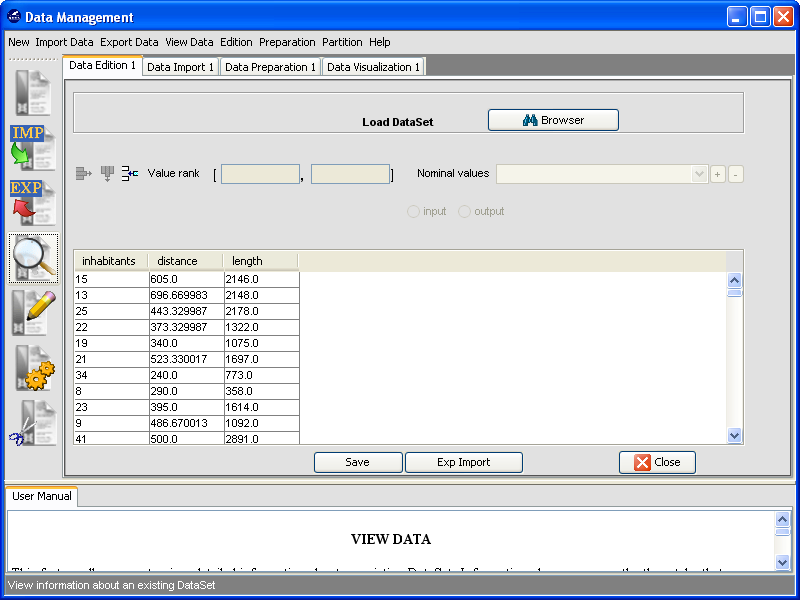 Data Management
New Import Data Export Data View Data Edition Preparation Partition Help
Data Edition 1 Data Import 1 Data Preparation 1 Data Visualization 1
IMP
EXP
Load DataSet Browser
Value rank [ , ] Nominal values + -
input output
inhabitants distance length
15 605.0 2146.0
13 696.669983 2148.0
25 443.329987 2178.0
22 373.329987 1322.0
19 340.0 1075.0
21 523.330017 1697.0
34 240.0 773.0
8 290.0 358.0
23 395.0 1614.0
9 486.670013 1092.0
41 500.0 2891.0
Save Exp Import Close
User Manual
VIEW DATA
View information about an existing DataSet